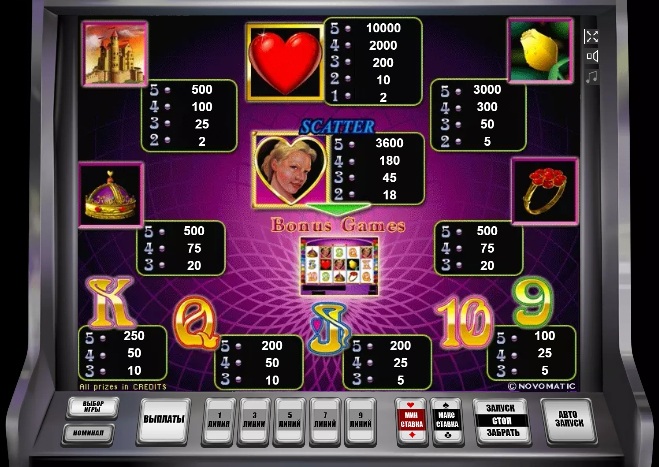 5 10000
4 2000
3 200
2 10
1 2
5 500
4 100
3 25
2 2
5 3000
4 300
3 50
2 5
SCATTER
5 3600
4 180
3 45
2 18
Bonus Games
5 500
4 75
3 20
5 500
4 75
3 20
K
Q
J
10
9
5 250
4 50
3 10
5 200
4 50
3 10
5 200
4 25
3 5
5 100
4 25
3 5
All prizes in CREDITS
© NOVOMATIC
ВЫБОР
ИГРЫ
НОМИНАЛ
ВЫПЛАТЫ
1
ЛИНИЯ
3
ЛИНИИ
5
ЛИНИЙ
7
ЛИНИЙ
9
ЛИНИЙ
МИН
СТАВКА
МАКС
СТАВКА
ЗАПУСК
СТОП
ЗАБРАТЬ
АВТО
ЗАПУСК